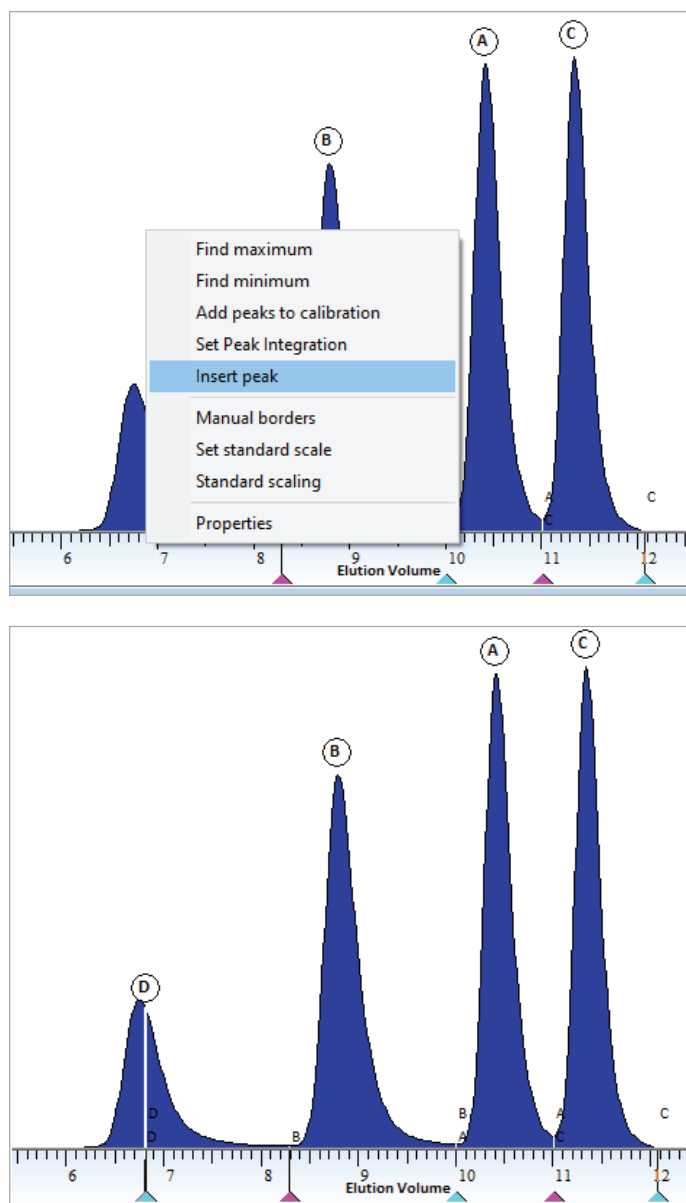 A C
B
Find maximum
Find minimum
Add peaks to calibration
Set Peak Integration
Insert peak
Manual borders
Set standard scale
Standard scaling
Properties
A C
C
6 7 8 9 10 11 12
Elution Volume
A C
B
D
D B A C
D B A C
6 7 8 9 10 11 12
Elution Volume